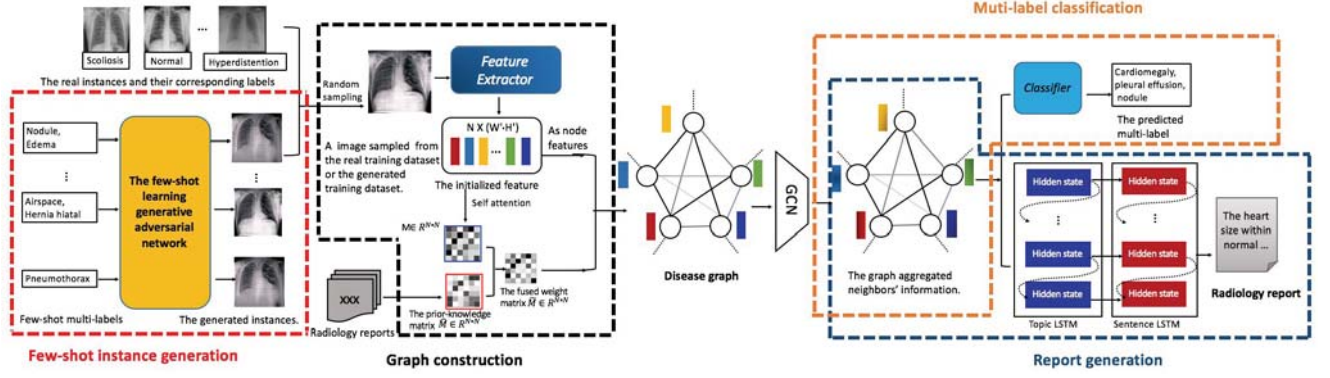 Scoliosis
Normal
...
Hyperdistention
The real instances and their corresponding labels
Nodule,
Edema
Airspace,
Hernia hiatal
Pneumothorax
Few-shot multi-labels
The few-shot
learning
generative
adversarial
network
The generated instances.
Few-shot instance generation
Random
sampling
Feature
Extractor
N X (W'·H')
...
A image sampled from
the real training dataset
or the generated
training dataset.
The initialized feature
As node
features
Self attention
M∈ R^{N×N}
XXX
Radiology reports
The prior-knowledge
matrix M̂ ∈ R^{N×N}
The fused weight
matrix M̃ ∈ R^{N×N}
Graph construction
Disease graph
GCN
Muti-label classification
The graph aggregated
neighbors' information.
Classifier
Cardiomegaly,
pleural effusion,
nodule
The predicted
multi-label
Hidden state
Hidden state
Hidden state
Hidden state
Hidden state
Hidden state
Topic LSTM
Sentence LSTM
The heart
size within
normal ...
Radiology report
Report generation